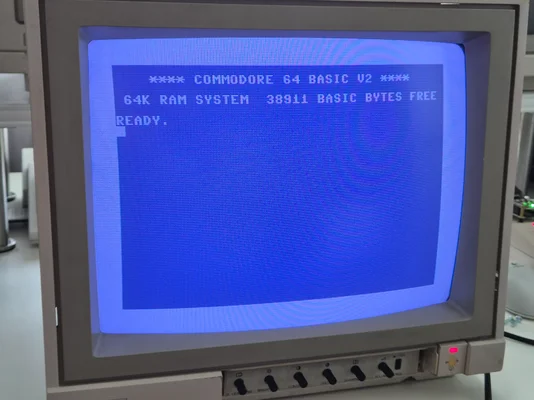 **** COMMODORE 64 BASIC V2 ****
64K RAM SYSTEM  38911 BASIC BYTES FREE
READY.